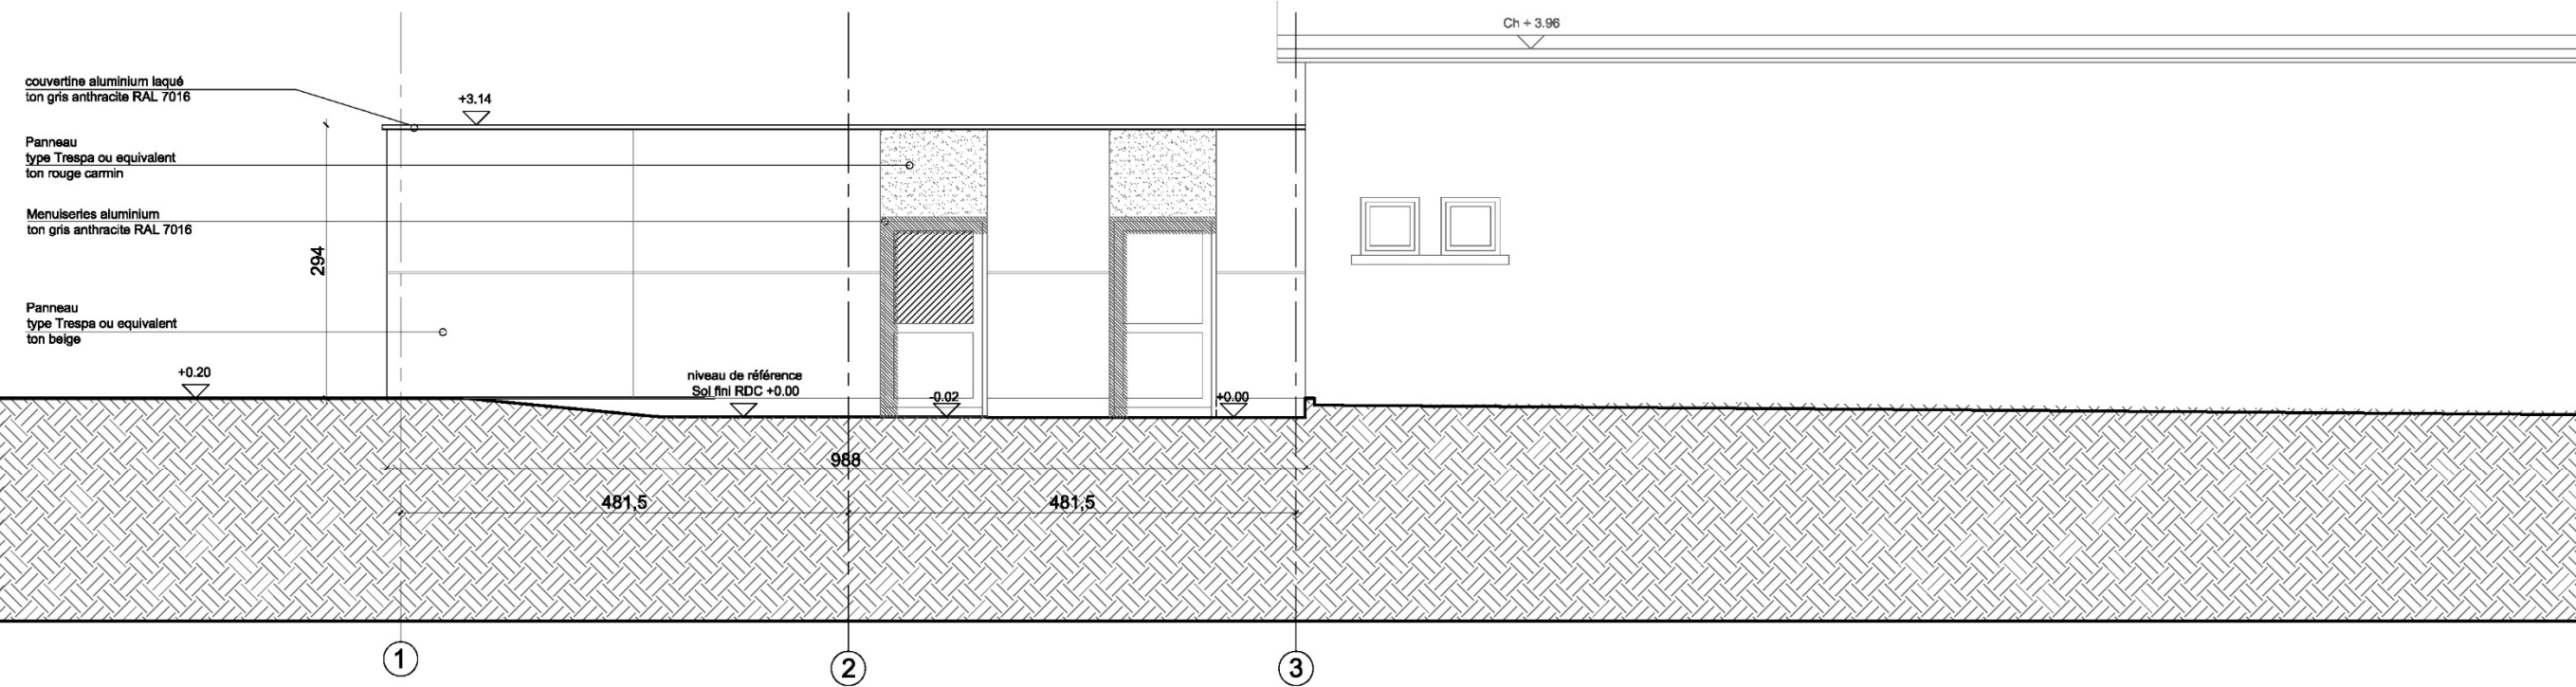 Ch + 3.96
couvertine aluminium laqué
ton gris anthracite RAL 7016
+3.14
Panneau
type Trespa ou equivalent
ton rouge carmin
Menuiseries aluminium
ton gris anthracite RAL 7016
294
Panneau
type Trespa ou equivalent
ton beige
+0.20
niveau de référence
Sol fini RDC +0.00
-0.02
+0.00
988
481,5
481,5
1
2
3